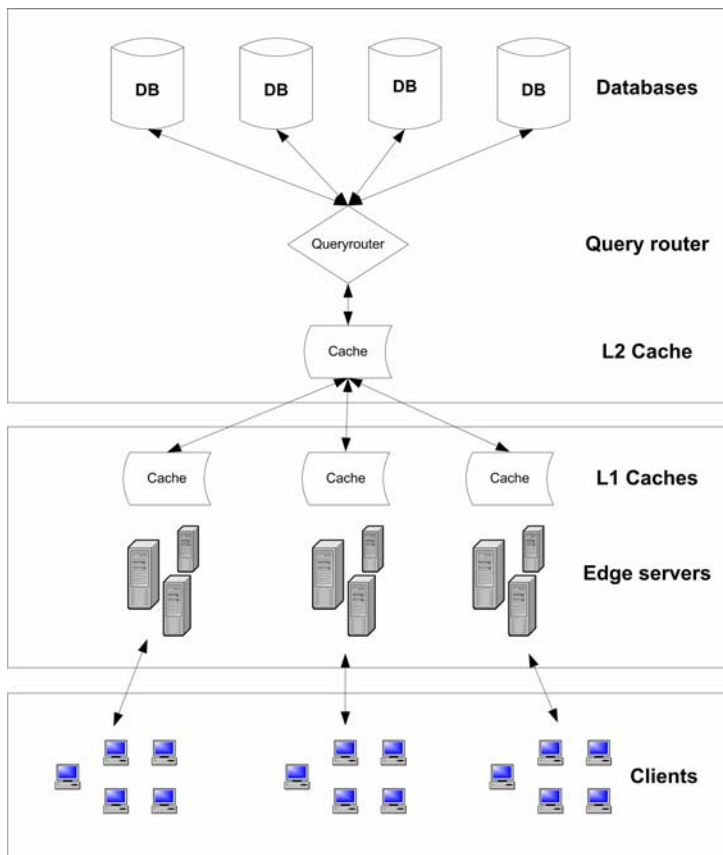 DB DB DB DB Databases
Queryrouter Query router
Cache L2 Cache
Cache Cache Cache L1 Caches
Edge servers
Clients